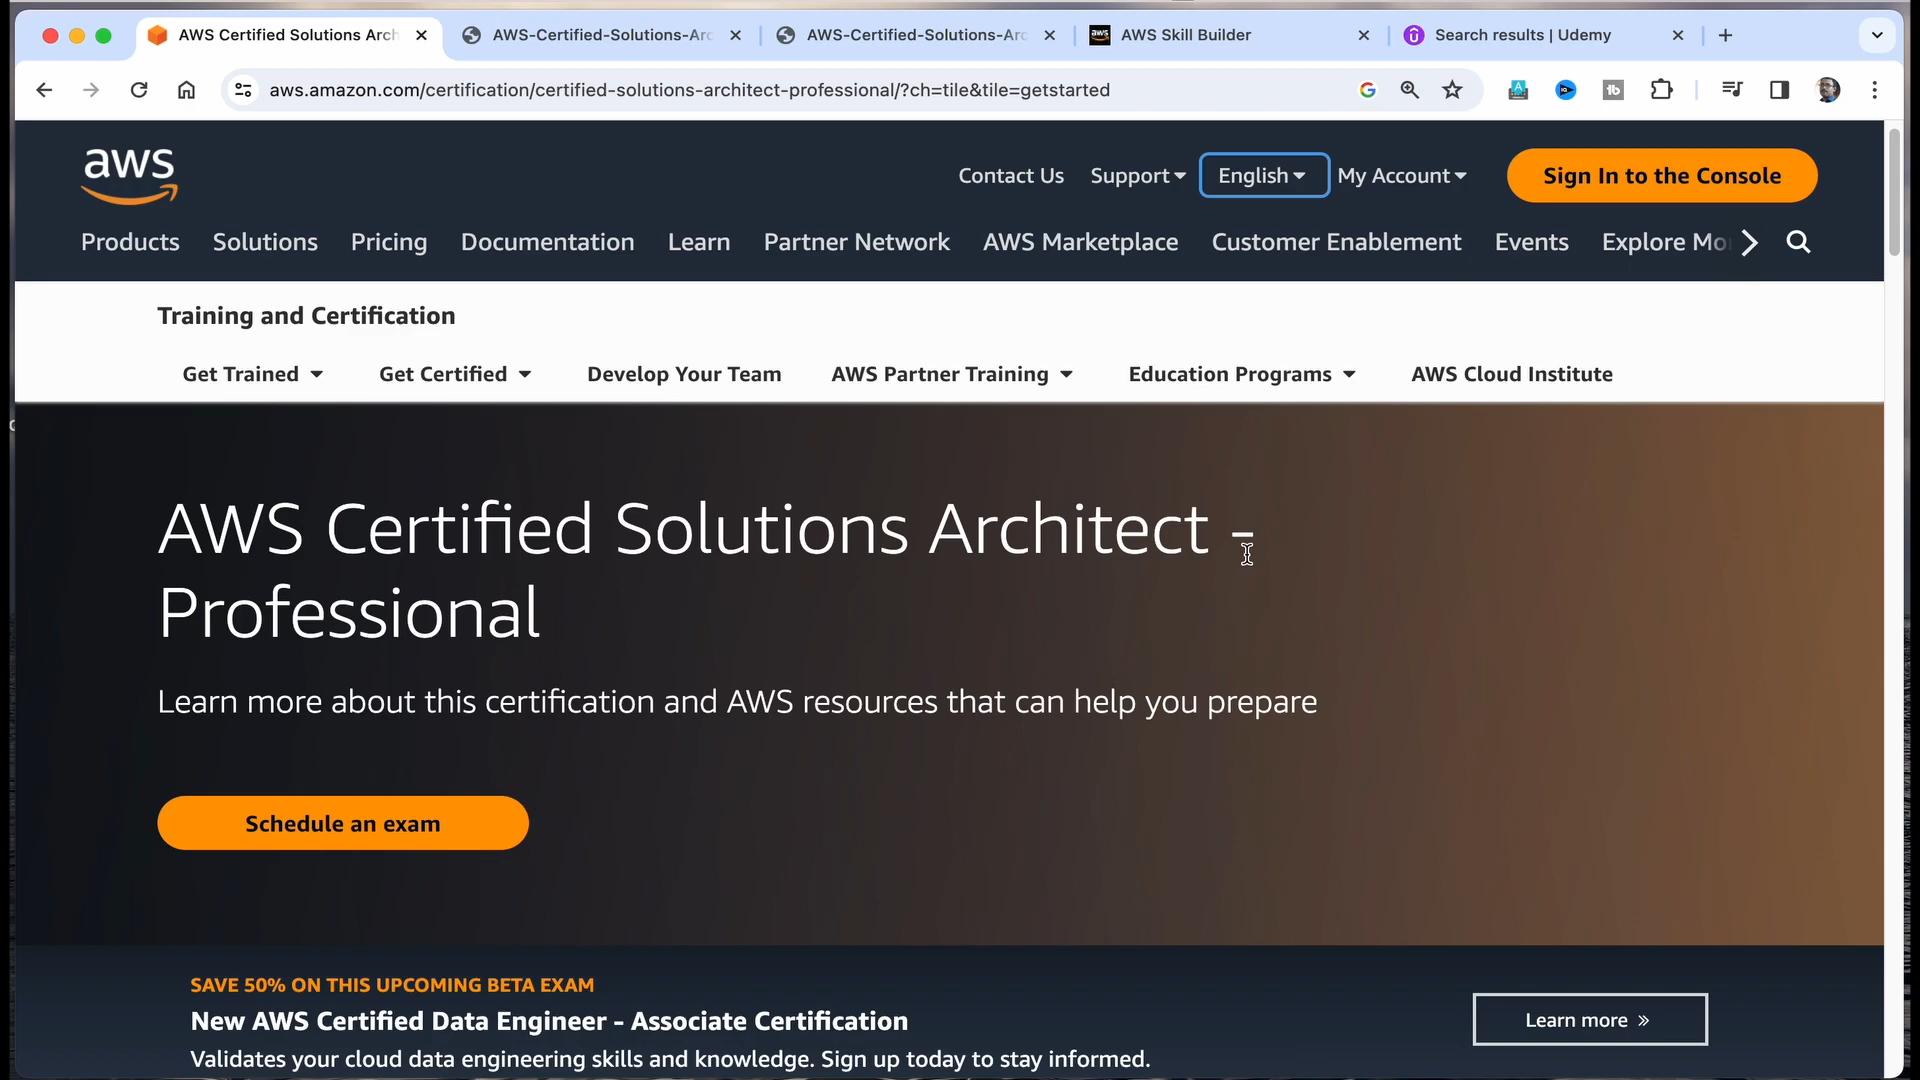 AWS Certified Solutions Arch
AWS-Certified-Solutions-Arc
AWS-Certified-Solutions-Arc
AWS Skill Builder
Search results | Udemy
aws.amazon.com/certification/certified-solutions-architect-professional/?ch=tile&tile=getstarted
aws
Contact Us
Support
English
My Account
Sign In to the Console
Products
Solutions
Pricing
Documentation
Learn
Partner Network
AWS Marketplace
Customer Enablement
Events
Explore Mo
Training and Certification
Get Trained
Get Certified
Develop Your Team
AWS Partner Training
Education Programs
AWS Cloud Institute
AWS Certified Solutions Architect -
Professional
Learn more about this certification and AWS resources that can help you prepare
Schedule an exam
SAVE 50% ON THIS UPCOMING BETA EXAM
New AWS Certified Data Engineer - Associate Certification
Validates your cloud data engineering skills and knowledge. Sign up today to stay informed.
Learn more »